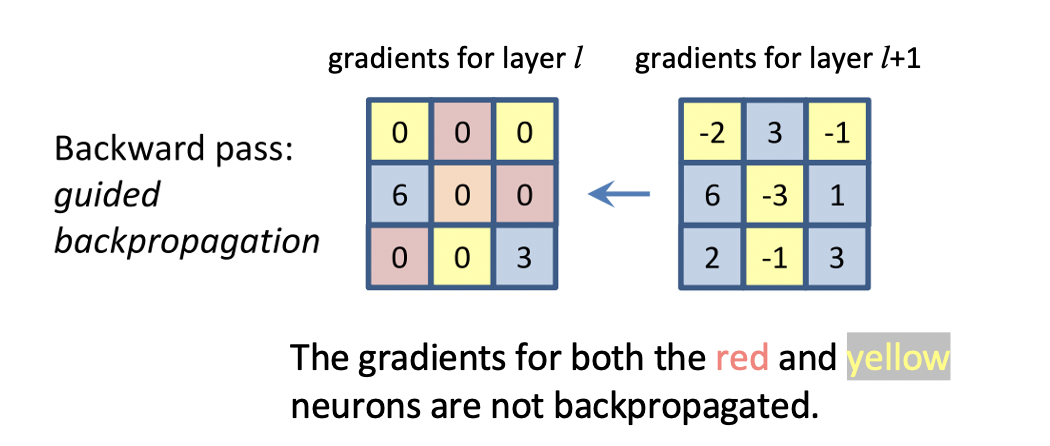 gradients for layer l
gradients for layer l+1
Backward pass:
guided
backpropagation
0 0 0
6 0 0
0 0 3
-2 3 -1
6 -3 1
2 -1 3
The gradients for both the red and yellow
neurons are not backpropagated.